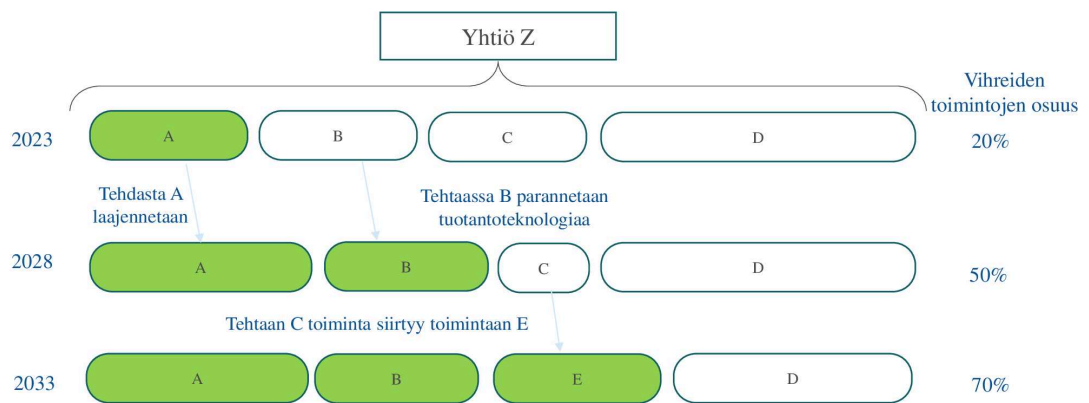 Yhtiö Z
Vihreiden
toimintojen osuus
2023
A
B
C
D
20%
Tehdasta A
laajennetaan
Tehtaassa B parannetaan
tuotantoteknologiaa
2028
A
B
C
D
50%
Tehtaan C toiminta siirtyy toimintaan E
2033
A
B
E
D
70%